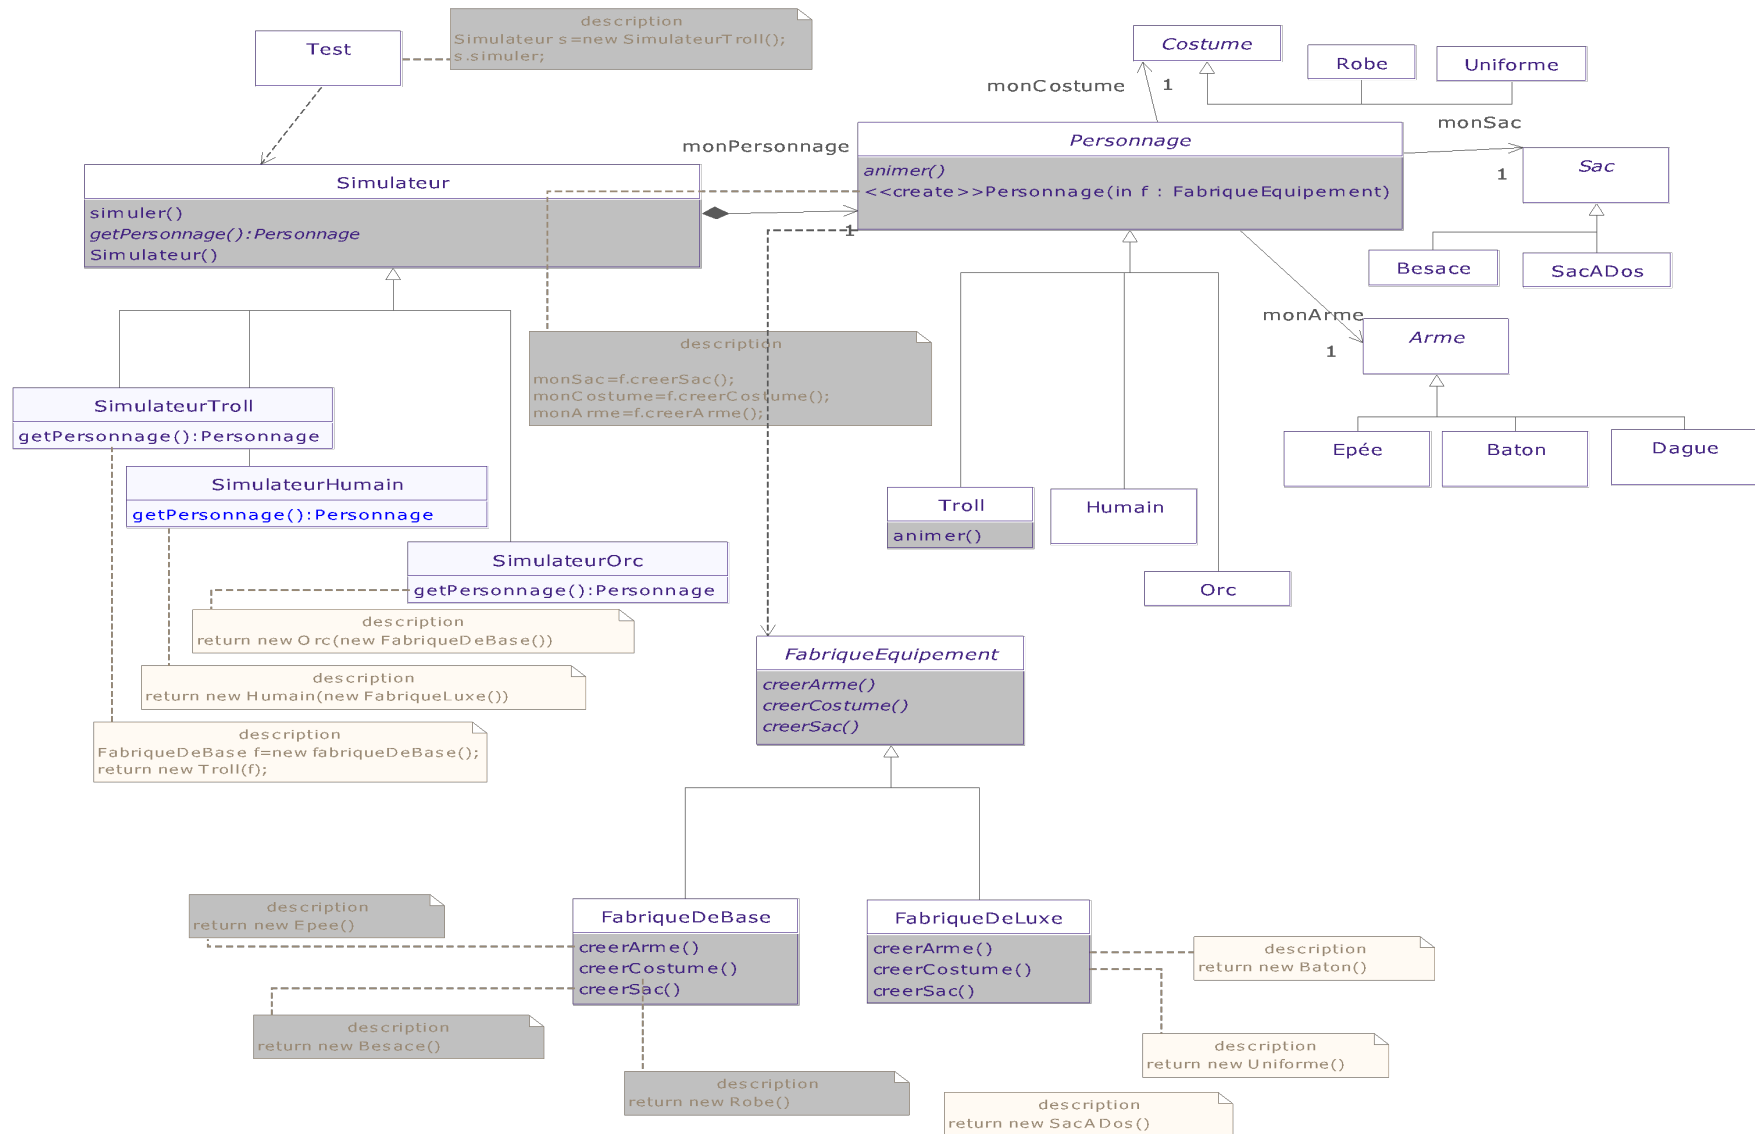 Test
description
Simulateur s=new SimulateurTroll();
s.simuler;
Costume
Robe
Uniforme
monCostume
1
monSac
monPersonnage
Personnage
animer()
<<create>>Personnage(in f : FabriqueEquipement)
1
Sac
1
Simulateur
simuler()
getPersonnage():Personnage
Simulateur()
Besace
SacADos
monArme
1
Arme
description
monSac=f.creerSac();
monCostume=f.creerCostume();
monArme=f.creerArme();
SimulateurTroll
getPersonnage():Personnage
Epée
Baton
Dague
SimulateurHumain
getPersonnage():Personnage
Troll
animer()
Humain
SimulateurOrc
getPersonnage():Personnage
Orc
description
return new Orc(new FabriqueDeBase())
description
return new Humain(new FabriqueLuxe())
FabriqueEquipement
creerArme()
creerCostume()
creerSac()
description
FabriqueDeBase f=new fabriqueDeBase();
return new Troll(f);
description
return new Epee()
FabriqueDeBase
creerArme()
creerCostume()
creerSac()
FabriqueDeLuxe
creerArme()
creerCostume()
creerSac()
description
return new Baton()
description
return new Besace()
description
return new Uniforme()
description
return new Robe()
description
return new SacADos()